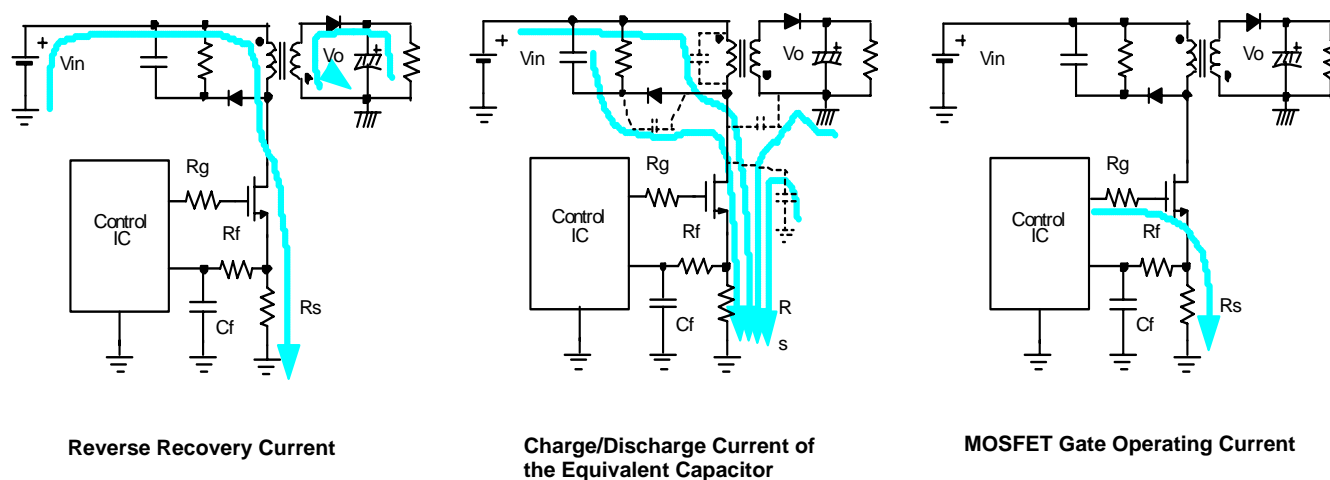 +
Vin
Vo
+
Rg
Control
IC
Rf
Rs
Cf
Reverse Recovery Current
+
Vin
Vo
+
Rg
Control
IC
Rf
R
s
Cf
Charge/Discharge Current of
the Equivalent Capacitor
+
Vin
Vo
+
Rg
Control
IC
Rf
Rs
Cf
MOSFET Gate Operating Current